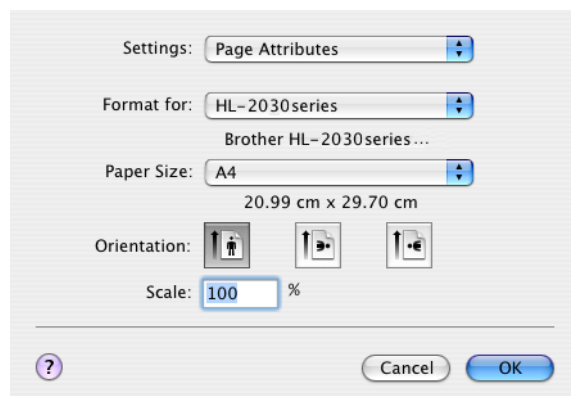 Settings: Page Attributes
Format for: HL-2030series
Brother HL-2030series...
Paper Size: A4
20.99 cm x 29.70 cm
Orientation:
Scale: 100 %
? Cancel OK